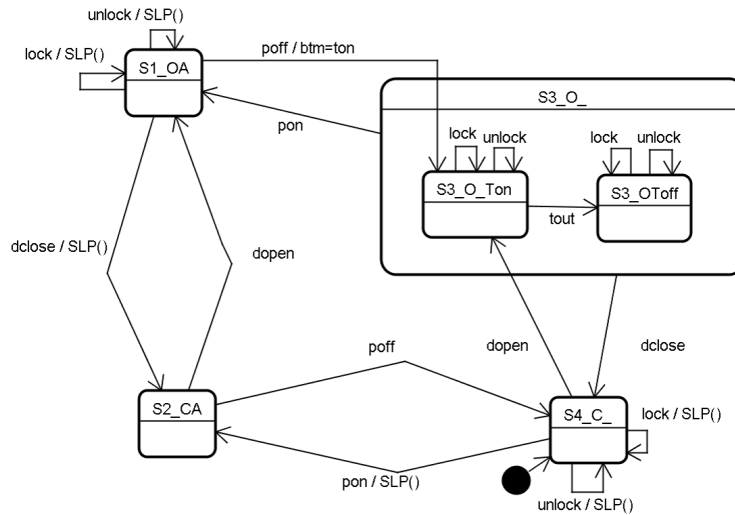 unlock / SLP()
lock / SLP()
S1_OA
poff / btm=ton
S3_O_
pon
lock
unlock
lock
unlock
S3_O_Ton
S3_OToff
tout
dclose / SLP()
dopen
poff
dopen
dclose
S2_CA
S4_C_
lock / SLP()
pon / SLP()
unlock / SLP()